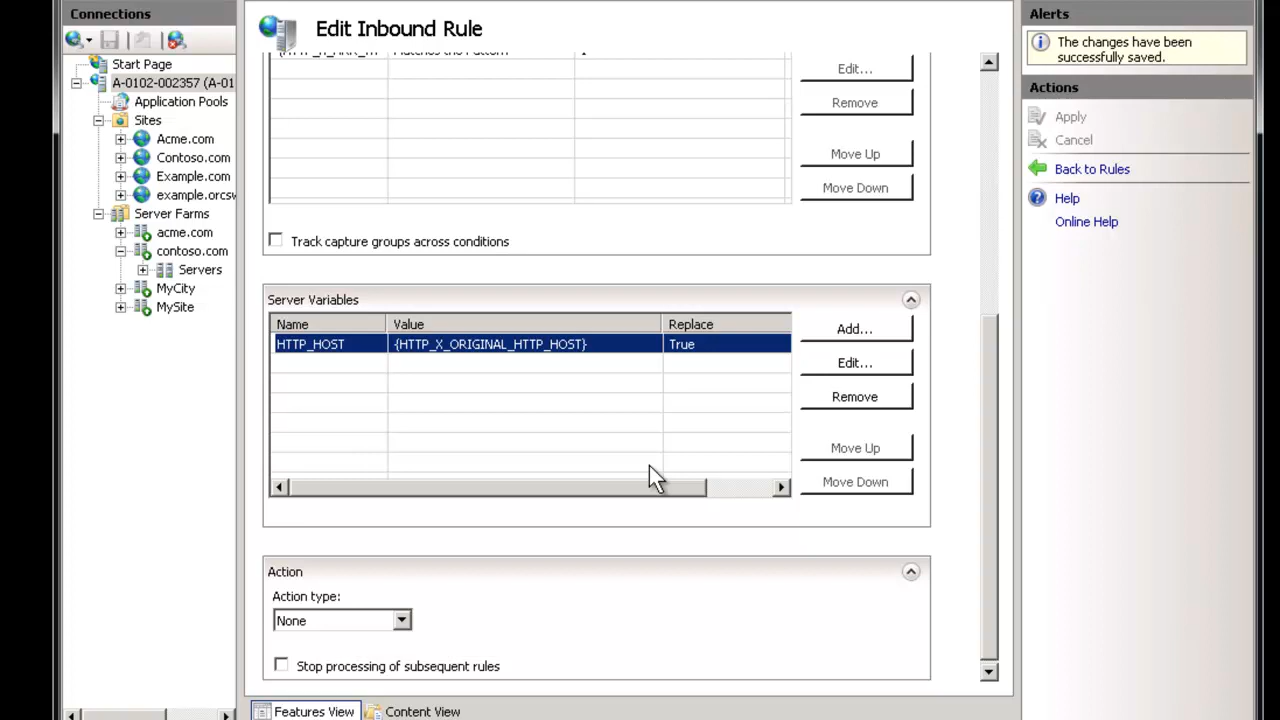 Connections
Start Page
A-0102-002357 (A-01
Application Pools
Sites
Acme.com
Contoso.com
Example.com
example.orcsw
Server Farms
acme.com
contoso.com
Servers
MyCity
MySite
Edit Inbound Rule
Edit...
Remove
Move Up
Move Down
Track capture groups across conditions
Server Variables
Name Value Replace
HTTP_HOST {HTTP_X_ORIGINAL_HTTP_HOST} True
Add...
Edit...
Remove
Move Up
Move Down
Action
Action type:
None
Stop processing of subsequent rules
Features View Content View
Alerts
The changes have been
successfully saved.
Actions
Apply
Cancel
Back to Rules
Help
Online Help